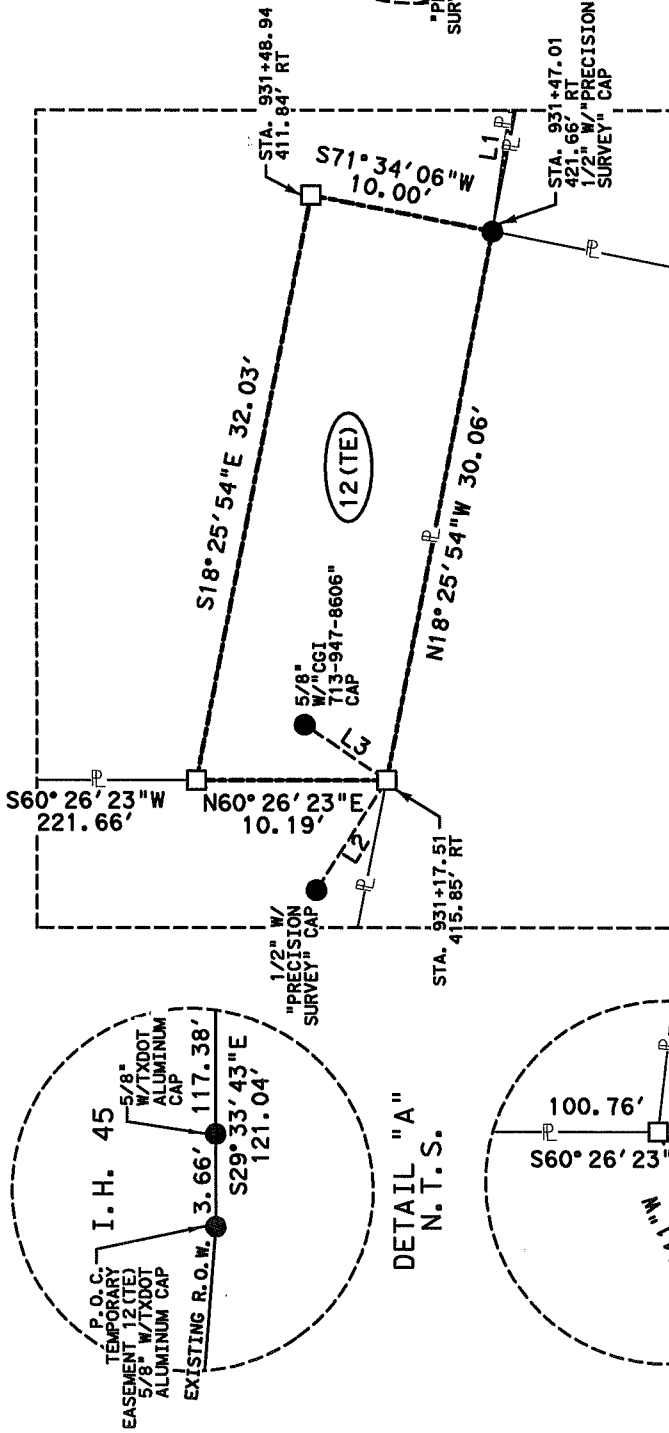 "P
SUR
STA. 931+48.94
411.84' RT
S71°34'06"W
10.00'
L1
P
STA. 931+47.01
421.66' RT
1/2" W/"PRECISION
SURVEY" CAP
S18°25'54"E 32.03'
12(TE)
N18°25'54"W 30.06'
5/8"
W/"CGI
713-947-8606"
CAP
L3
S60°26'23"W
221.66'
N60°26'23"E
10.19'
L2
1/2" W/
"PRECISION
SURVEY" CAP
STA. 931+17.51
415.85' RT
I.H. 45
P.O.C.
TEMPORARY
EASEMENT 12(TE)
5/8" W/TXDOT
ALUMINUM CAP
EXISTING R.O.W.
3.66'
117.38'
5/8"
W/TXDOT
ALUMINUM
CAP
S29°33'43"E
121.04'
DETAIL "A"
N.T.S.
100.76'
S60°26'23"